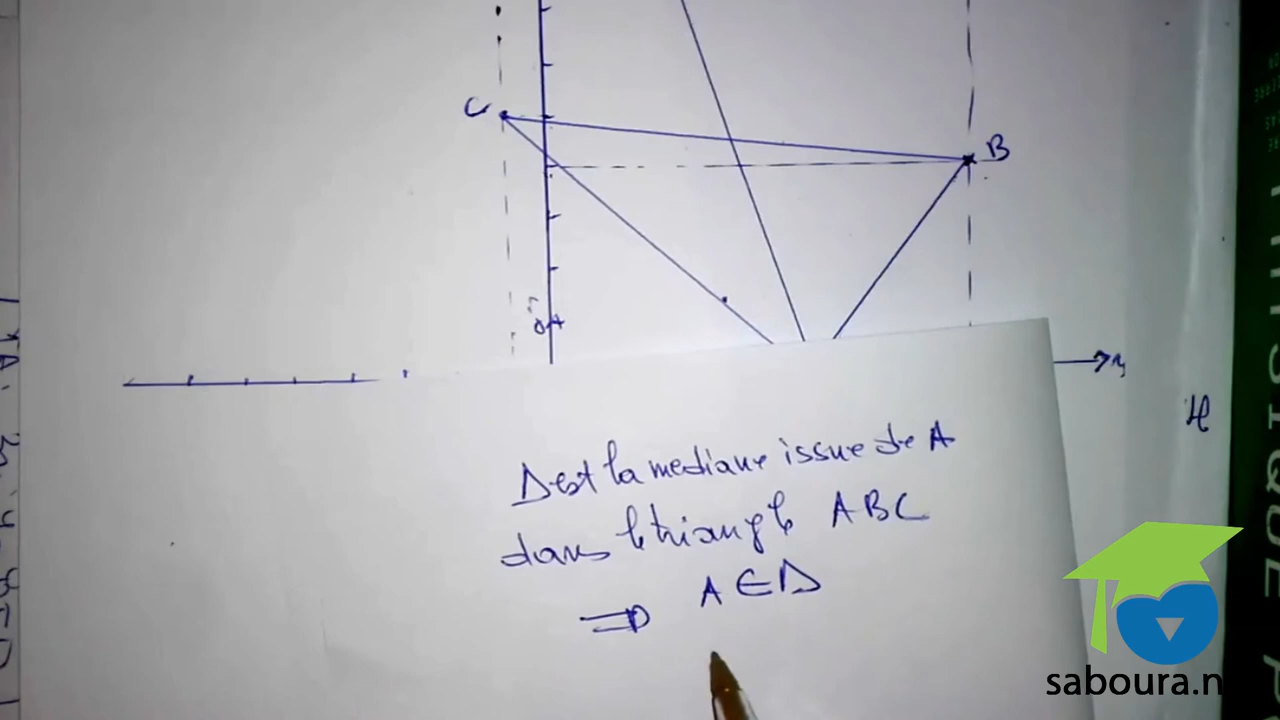 C
B
Δ est la mediane issue de A
dans le triangle ABC
⇒ A ∈ Δ
saboura.n